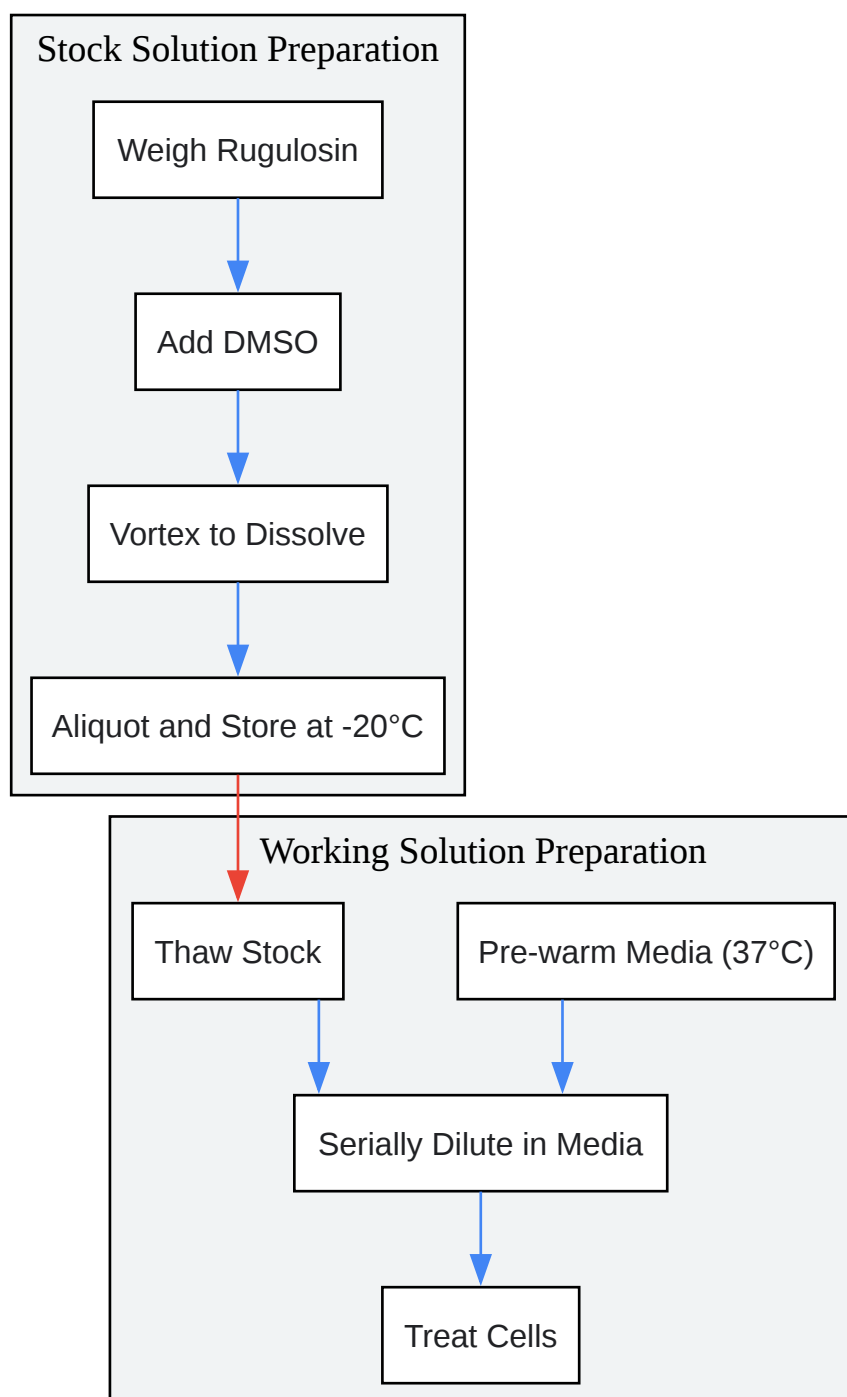 Stock Solution Preparation
Weigh Rugulosin
Add DMSO
Vortex to Dissolve
Aliquot and Store at -20°C
Working Solution Preparation
Thaw Stock
Pre-warm Media (37°C)
Serially Dilute in Media
Treat Cells